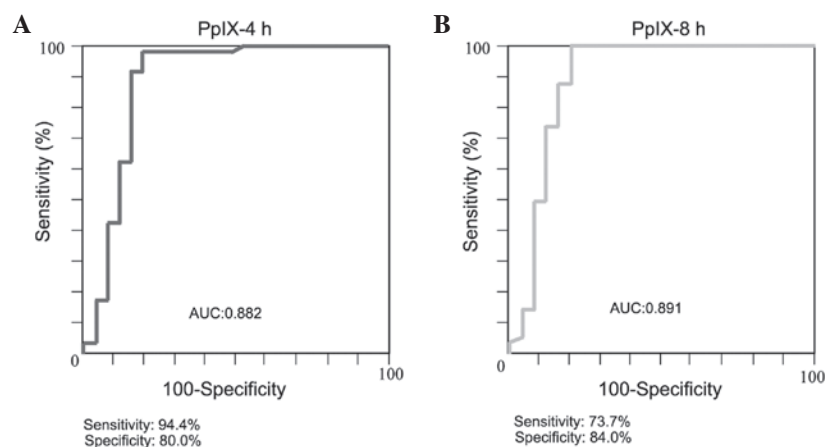 A
PpIX-4 h
100
Sensitivity (%)
AUC:0.882
0
100
100-Specificity
Sensitivity: 94.4%
Specificity: 80.0%
B
PpIX-8 h
100
Sensitivity (%)
AUC:0.891
0
100
100-Specificity
Sensitivity: 73.7%
Specificity: 84.0%